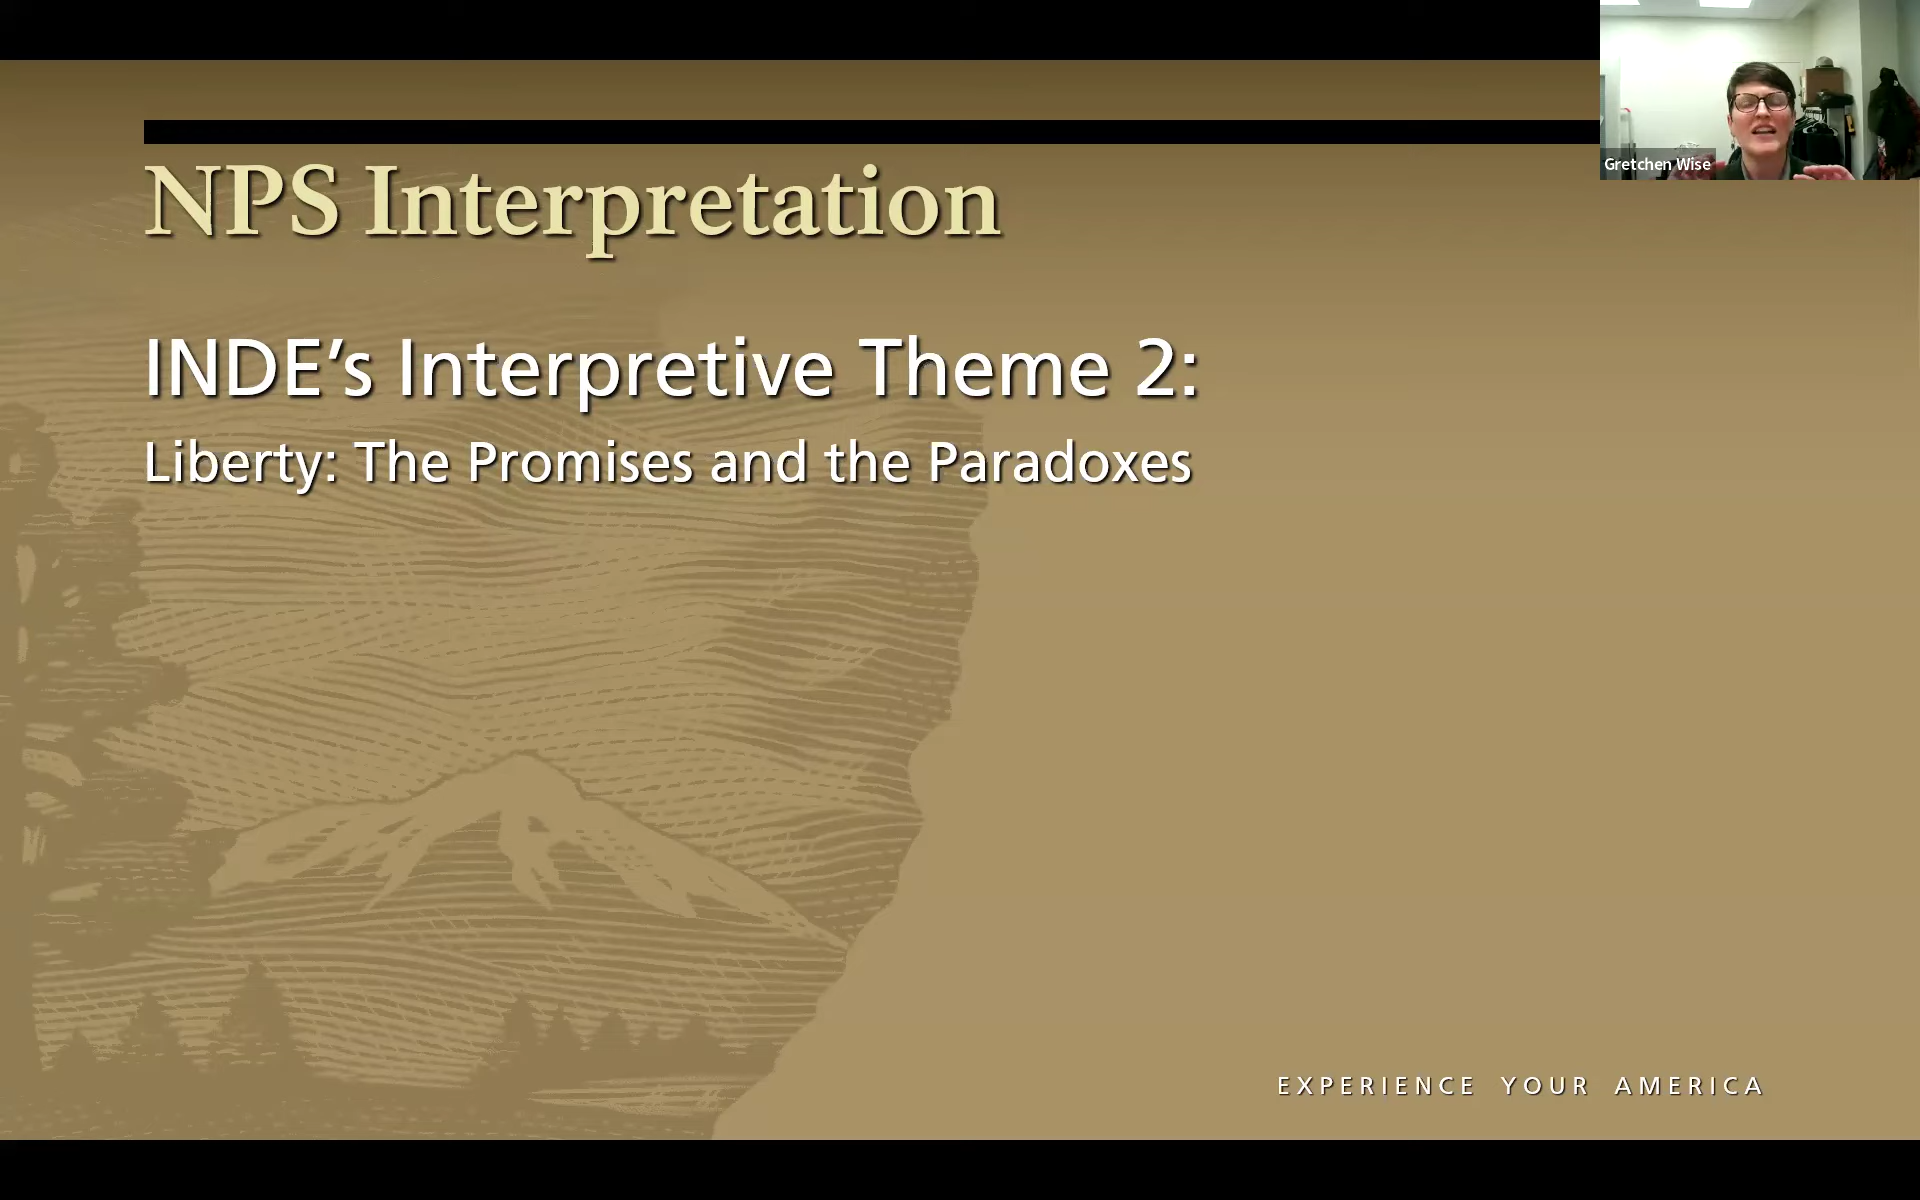 Gretchen Wise
NPS Interpretation
INDE’s Interpretive Theme 2:
Liberty: The Promises and the Paradoxes
EXPERIENCE YOUR AMERICA